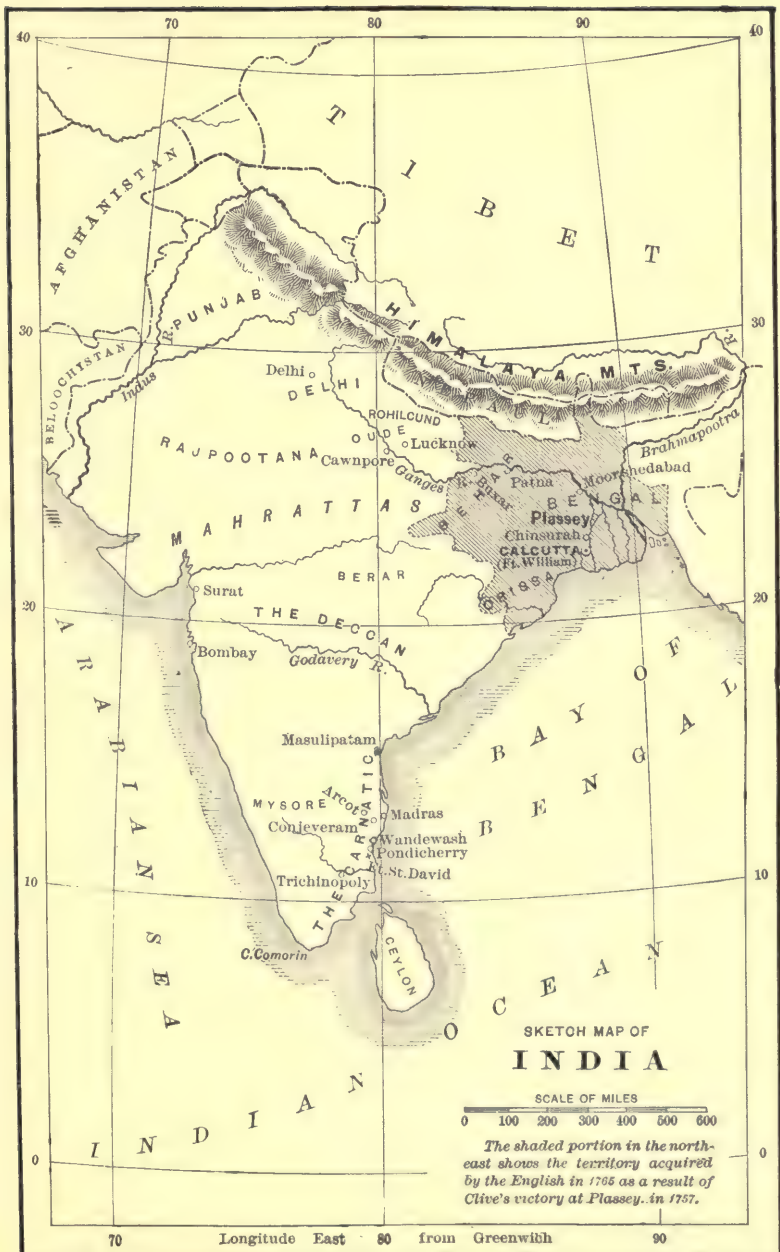 70 80 90
40 40
TIBET
AFGHANISTAN
PUNJAB
R.
HIMALAYA MTS.
R.
30 30
BELOOCHISTAN
Indus
Delhi
DELHI
NEPAUL
ROHILCUND
OUDE
RAJPOOTANA
Lucknow
Cawnpore
Ganges R.
Brahmapootra
Buxar
Patna
Moorshedabad
BEHAR
BENGAL
MAHRATTAS
Plassey
Chinsurah
CALCUTTA
(Ft. William)
BERAR
ORISSA
Surat
20 20
THE DECCAN
Bombay
Godavery R.
ARABIAN SEA
BAY OF
BENGAL
Masulipatam
MYSORE
Arcot
THE CARNATIC
Madras
Conjeveram
Wandewash
Pondicherry
Ft. St. David
Trichinopoly
10 10
C. Comorin
CEYLON
INDIAN OCEAN
SKETCH MAP OF
INDIA
SCALE OF MILES
0 100 200 300 400 500 600
The shaded portion in the north-
east shows the territory acquired
by the English in 1765 as a result of
Clive's victory at Plassey.. in 1757.
0 0
70 80 90
Longitude East from Greenwich